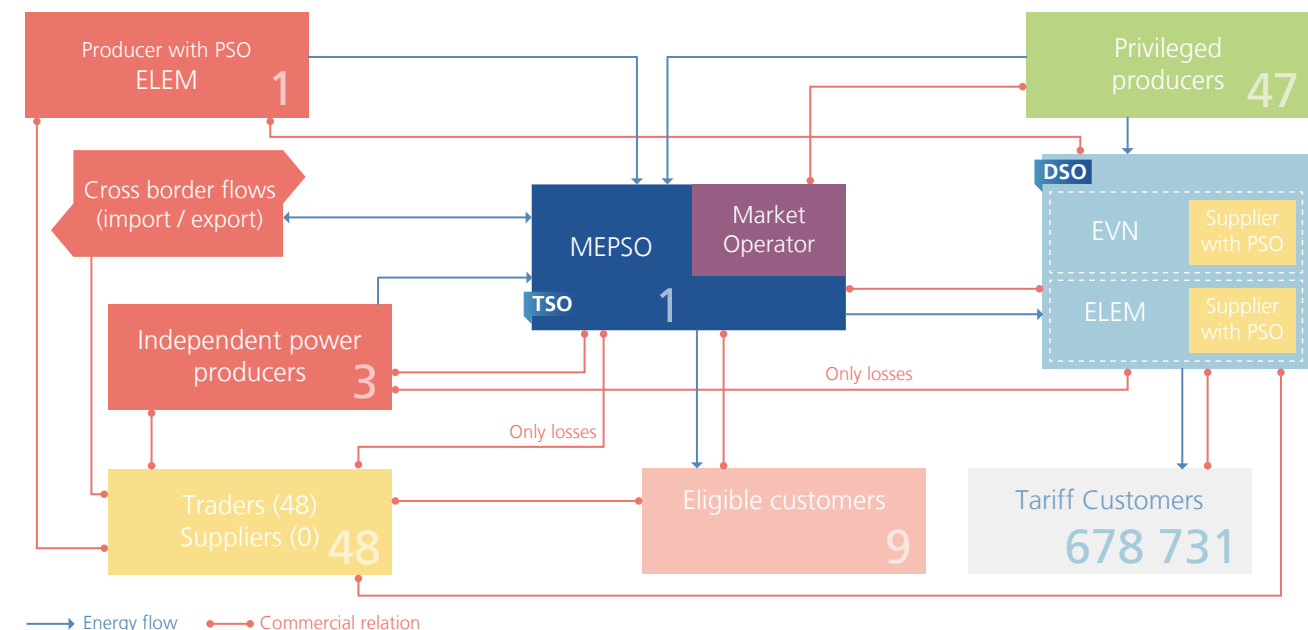 Producer with PSO
ELEM
1
Privileged
producers
47
Cross border flows
(import / export)
MEPSO
Market
Operator
TSO
1
DSO
EVN
Supplier
with PSO
ELEM
Supplier
with PSO
Independent power
producers
3
Only losses
Only losses
Traders (48)
Suppliers (0)
48
Eligible customers
9
Tariff Customers
678 731
Energy flow
Commercial relation